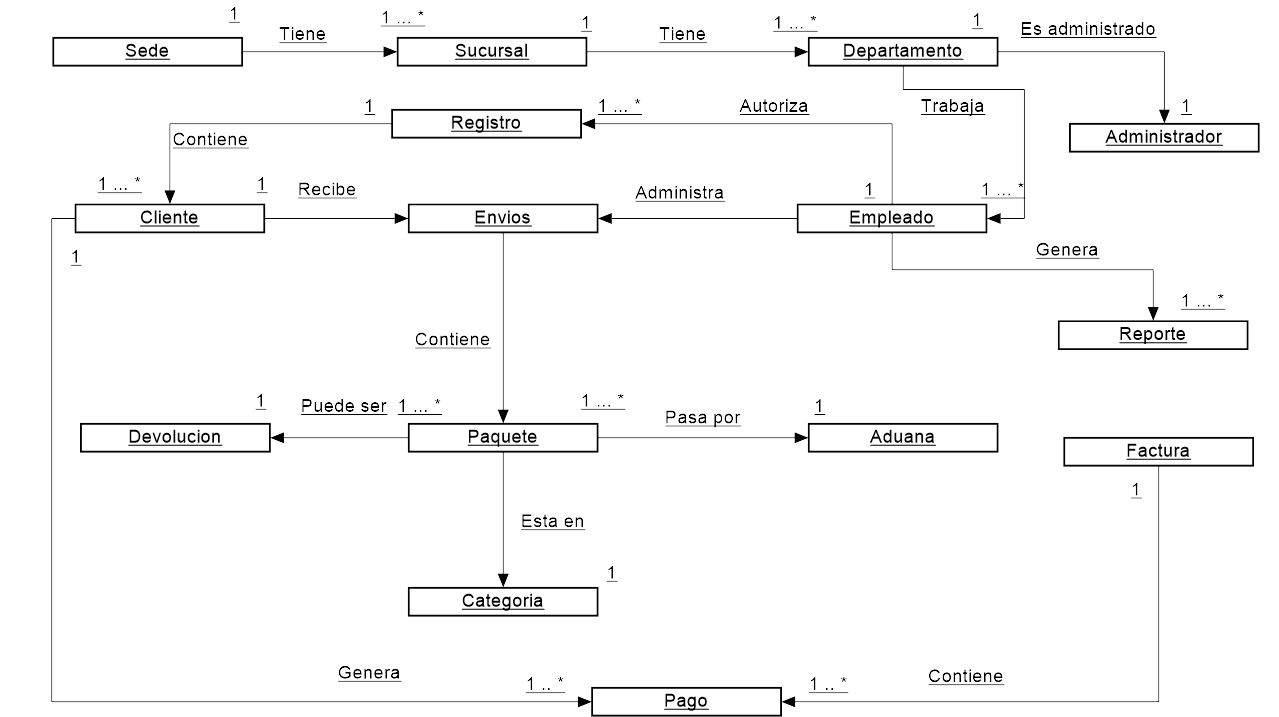 1
1 ... *
1
1 ... *
1
Sede
Tiene
Sucursal
Tiene
Departamento
Es administrado
1
Registro
1 ... *
Autoriza
Trabaja
1
Administrador
Contiene
1 ... *
1
Recibe
Administra
1
1 ... *
Cliente
Envios
Empleado
1
Genera
1 ... *
Reporte
Contiene
1
Puede ser
1 ... *
1 ... *
Pasa por
1
Devolucion
Paquete
Aduana
Factura
1
Esta en
1
Categoria
Genera
1 .. *
1 .. *
Contiene
Pago